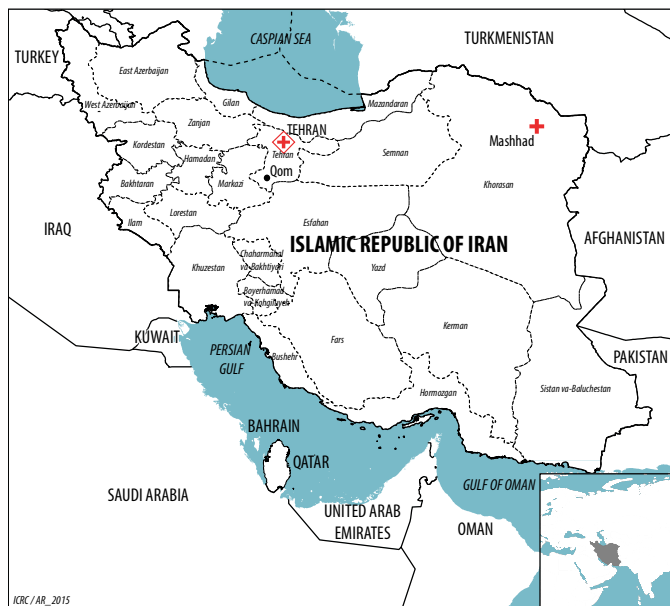 CASPIAN SEA
TURKMENISTAN
TURKEY
East Azerbaijan
West Azerbaijan
Gilan
Mazandaran
Zanjan
TEHRAN
Mashhad
Kordestan
Tehran
Semnan
Hamadan
Qom
Khorasan
Bakhtaran
Markazi
Lorestan
Ilam
Esfahan
IRAQ
ISLAMIC REPUBLIC OF IRAN
AFGHANISTAN
Chaharmahal
va-Bakhtiyari
Khuzestan
Yazd
Boyerhamad
va-Kohgiluyeh
KUWAIT
Fars
Kerman
PERSIAN
GULF
Bushehr
PAKISTAN
Sistan va-Baluchestan
Hormozgan
BAHRAIN
QATAR
GULF OF OMAN
SAUDI ARABIA
UNITED ARAB
EMIRATES
OMAN
ICRC / AR_2015